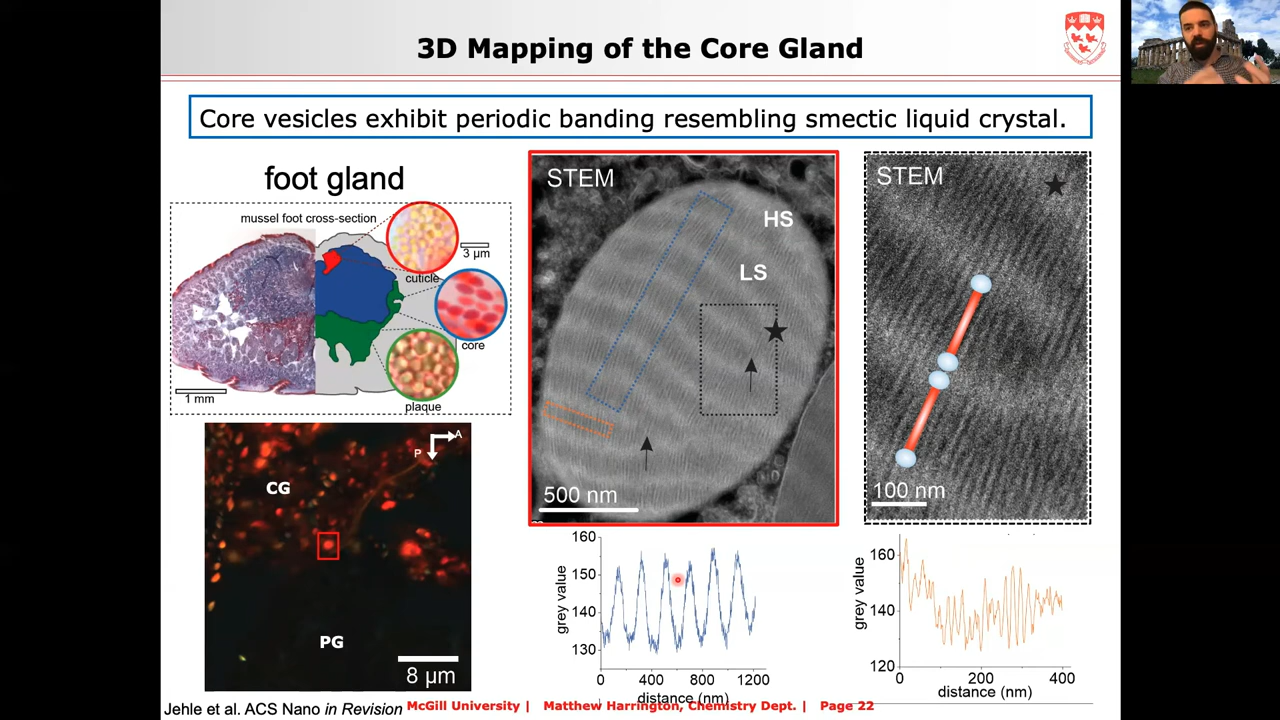 3D Mapping of the Core Gland
Core vesicles exhibit periodic banding resembling smectic liquid crystal.
foot gland
mussel foot cross-section
3 µm
cuticle
core
plaque
1 mm
A
P
CG
PG
8 µm
STEM
HS
LS
500 nm
STEM
100 nm
160
150
140
130
grey value
0 400 800 1200
distance (nm)
160
140
120
grey value
0 200 400
distance (nm)
Jehle et al. ACS Nano in Revision
McGill University | Matthew Harrington, Chemistry Dept. | Page 22